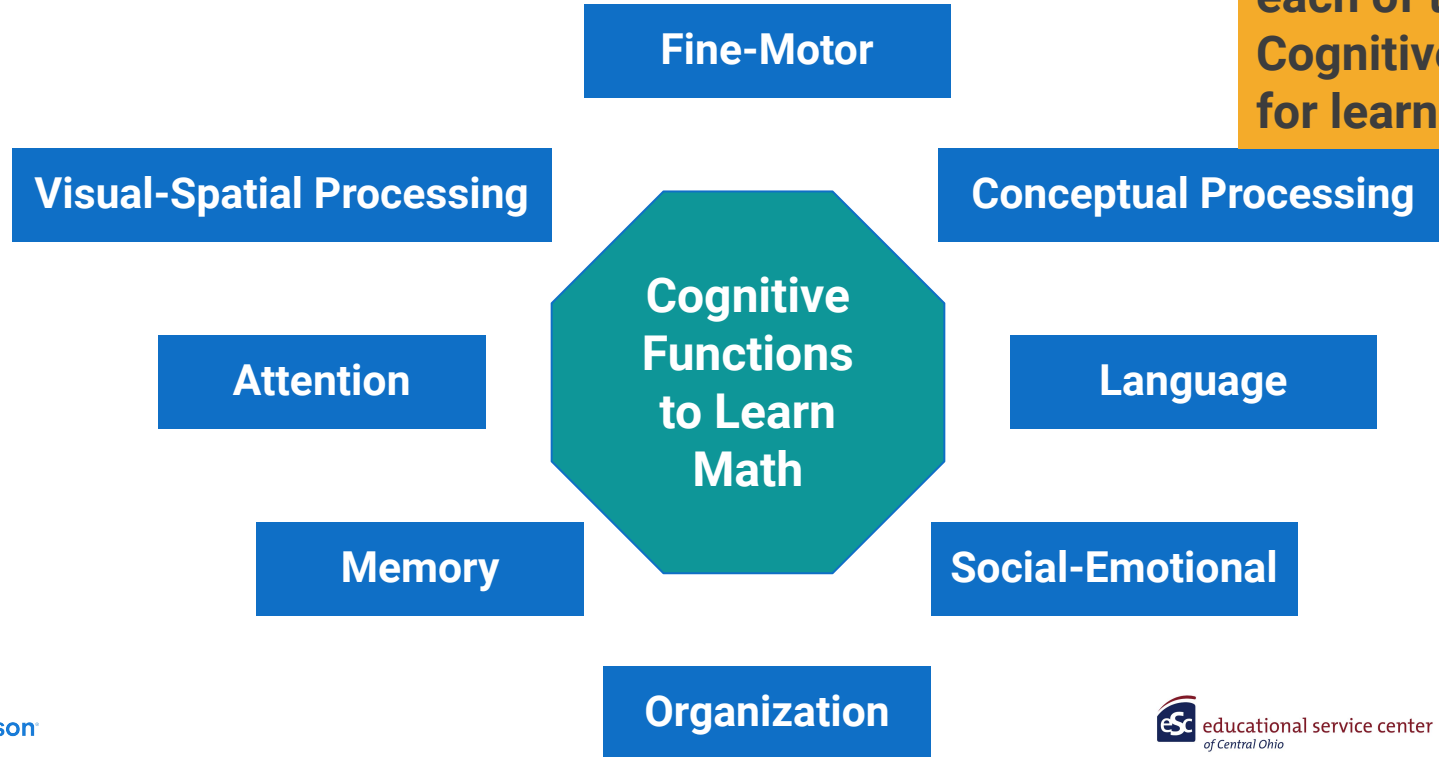 Fine-Motor
Cognitive
for learn
Visual-Spatial Processing
Conceptual Processing
Cognitive
Functions
to Learn
Math
Attention
Language
Memory
Social-Emotional
Organization
eSc educational service center
of Central Ohio